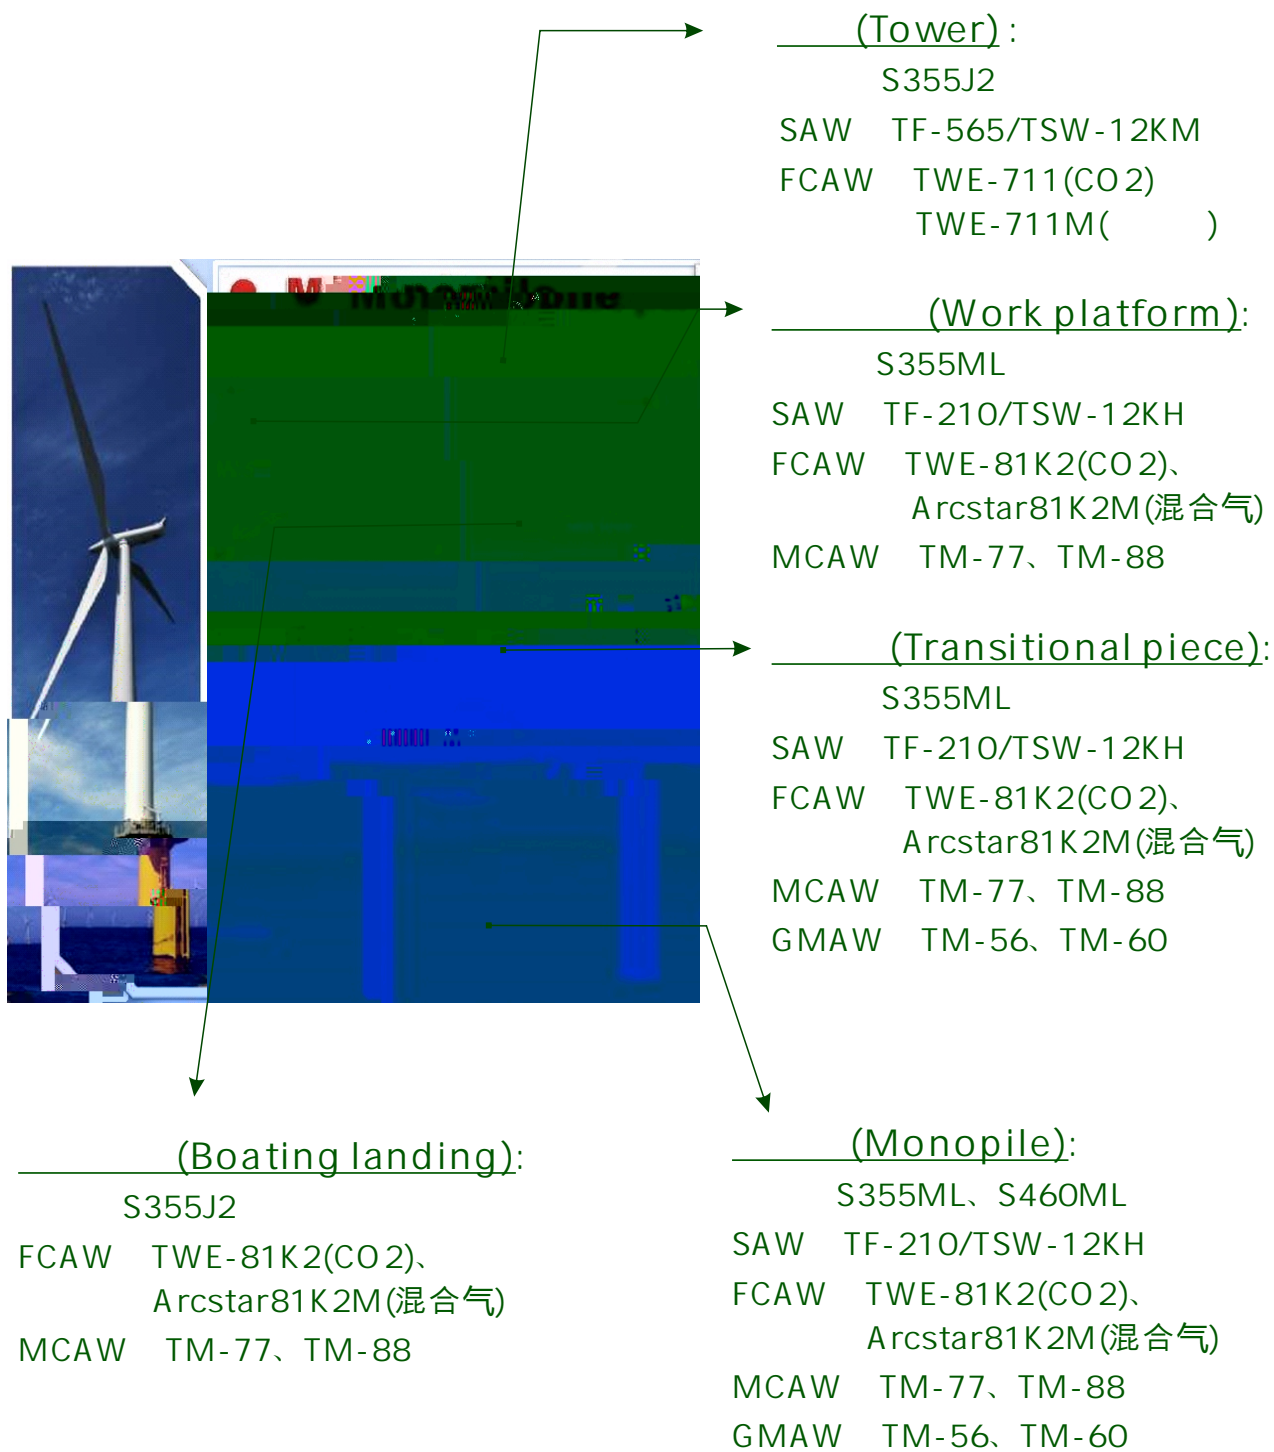 (Tower) :
S355J2
SAW TF-565/TSW-12KM
FCAW TWE-711(CO2)
TWE-711M( )
(Work platform):
S355ML
SAW TF-210/TSW-12KH
FCAW TWE-81K2(CO2)、
Arcstar81K2M(混合气)
MCAW TM-77、TM-88
(Transitional piece):
S355ML
SAW TF-210/TSW-12KH
FCAW TWE-81K2(CO2)、
Arcstar81K2M(混合气)
MCAW TM-77、TM-88
GMAW TM-56、TM-60
(Boating landing):
S355J2
FCAW TWE-81K2(CO2)、
Arcstar81K2M(混合气)
MCAW TM-77、TM-88
(Monopile):
S355ML、S460ML
SAW TF-210/TSW-12KH
FCAW TWE-81K2(CO2)、
Arcstar81K2M(混合气)
MCAW TM-77、TM-88
GMAW TM-56、TM-60